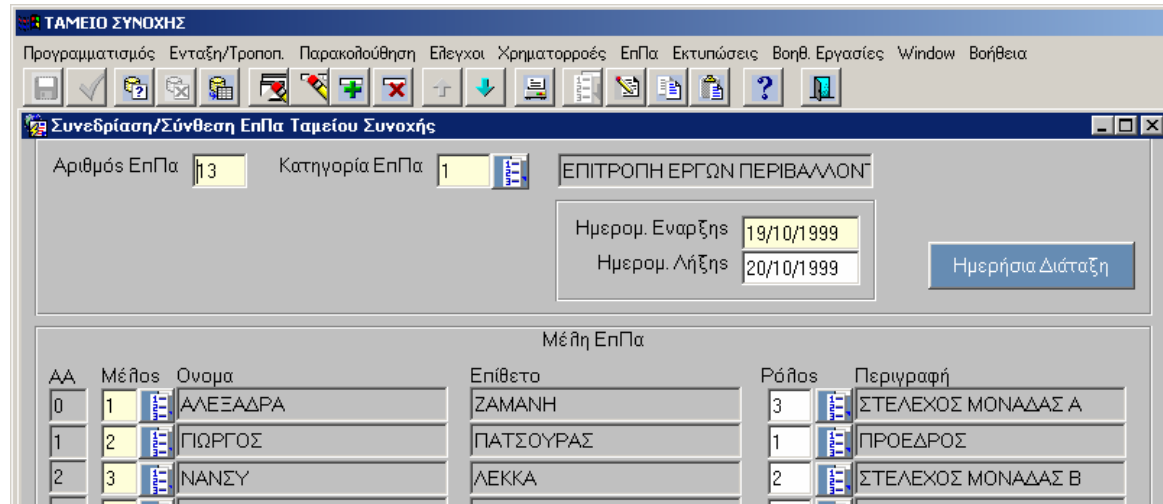 ΤΑΜΕΙΟ ΣΥΝΟΧΗΣ
Προγραμματισμός Ενταξη/Τροποπ. Παρακολούθηση Ελεγχοι Χρηματορροές ΕπΠα Εκτυπώσεις Βοηθ. Εργασίες Window Βοήθεια
Συνεδρίαση/Σύνθεση ΕπΠα Ταμείου Συνοχής
Αριθμός ΕπΠα 13 Κατηγορία ΕπΠα 1 ΕΠΙΤΡΟΠΗ ΕΡΓΩΝ ΠΕΡΙΒΑΛΛΟΝΤ
Ημερομ. Εναρξης 19/10/1999
Ημερομ. Λήξης 20/10/1999
Ημερήσια Διάταξη
Μέλη ΕπΠα
ΑΑ Μέλος Ονομα Επίθετο Ρόλος Περιγραφή
0 1 ΑΛΕΞΑΔΡΑ ΖΑΜΑΝΗ 3 ΣΤΕΛΕΧΟΣ ΜΟΝΑΔΑΣ Α
1 2 ΓΙΩΡΓΟΣ ΠΑΤΣΟΥΡΑΣ 1 ΠΡΟΕΔΡΟΣ
2 3 ΝΑΝΣΥ ΛΕΚΚΑ 2 ΣΤΕΛΕΧΟΣ ΜΟΝΑΔΑΣ Β